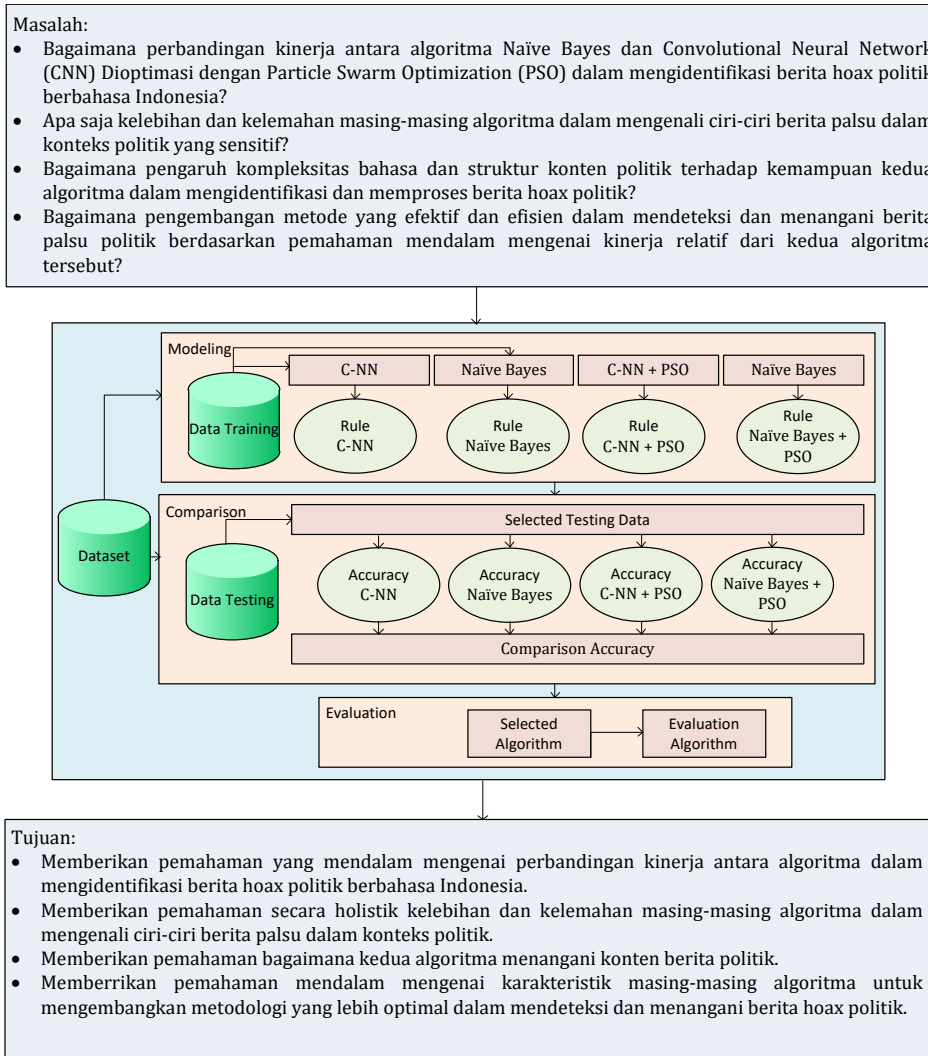 Masalah:
• Bagaimana perbandingan kinerja antara algoritma Naïve Bayes dan Convolutional Neural Network
(CNN) Dioptimasi dengan Particle Swarm Optimization (PSO) dalam mengidentifikasi berita hoax politik
berbahasa Indonesia?
• Apa saja kelebihan dan kelemahan masing-masing algoritma dalam mengenali ciri-ciri berita palsu dalam
konteks politik yang sensitif?
• Bagaimana pengaruh kompleksitas bahasa dan struktur konten politik terhadap kemampuan kedua
algoritma dalam mengidentifikasi dan memproses berita hoax politik?
• Bagaimana pengembangan metode yang efektif dan efisien dalam mendeteksi dan menangani berita
palsu politik berdasarkan pemahaman mendalam mengenai kinerja relatif dari kedua algoritma
tersebut?
Modeling
C-NN
Naïve Bayes
C-NN + PSO
Naïve Bayes
Data Training
Rule
C-NN
Rule
Naïve Bayes
Rule
C-NN + PSO
Rule
Naïve Bayes +
PSO
Dataset
Comparison
Selected Testing Data
Data Testing
Accuracy
C-NN
Accuracy
Naïve Bayes
Accuracy
C-NN + PSO
Accuracy
Naïve Bayes +
PSO
Comparison Accuracy
Evaluation
Selected
Algorithm
Evaluation
Algorithm
Tujuan:
• Memberikan pemahaman yang mendalam mengenai perbandingan kinerja antara algoritma dalam
mengidentifikasi berita hoax politik berbahasa Indonesia.
• Memberikan pemahaman secara holistik kelebihan dan kelemahan masing-masing algoritma dalam
mengenali ciri-ciri berita palsu dalam konteks politik.
• Memberikan pemahaman bagaimana kedua algoritma menangani konten berita politik.
• Memberrikan pemahaman mendalam mengenai karakteristik masing-masing algoritma untuk
mengembangkan metodologi yang lebih optimal dalam mendeteksi dan menangani berita hoax politik.